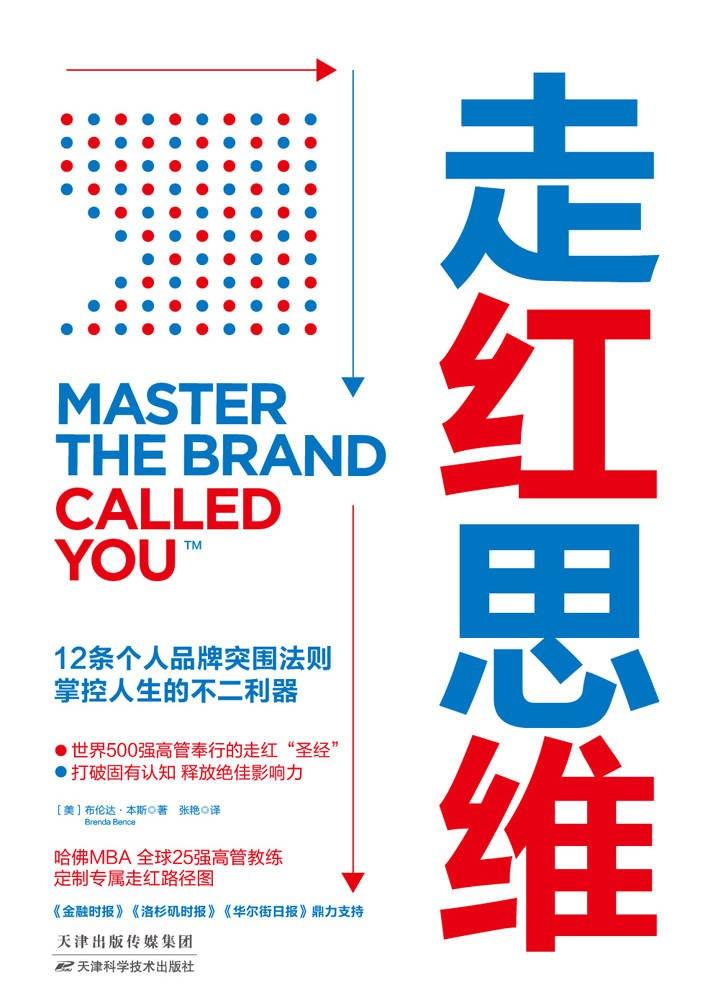 走红思维
MASTER
THE BRAND
CALLED
YOU™
12条个人品牌突围法则
掌控人生的不二利器
世界500强高管奉行的走红“圣经”
打破固有认知 释放绝佳影响力
[美] 布伦达·本斯◎著 张艳◎译
Brenda Bence
哈佛MBA 全球25强高管教练
定制专属走红路径图
《金融时报》《洛杉矶时报》《华尔街日报》鼎力支持
天津出版传媒集团
天津科学技术出版社